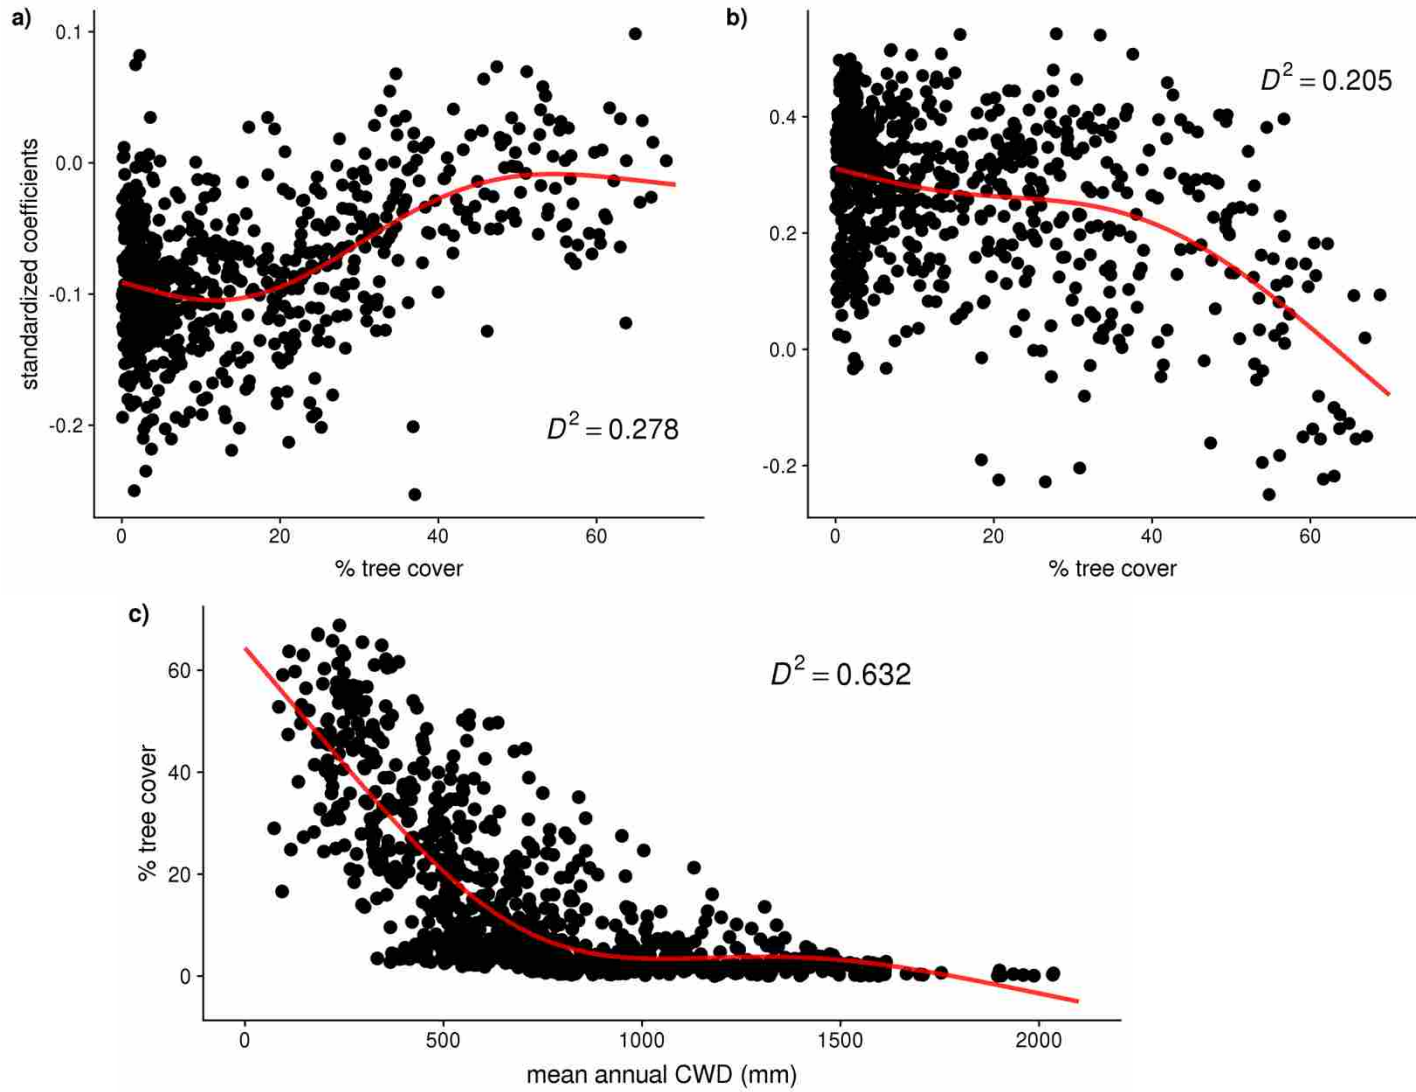 a)
0.1
0.0
-0.1
-0.2
standardized coefficients
D² = 0.278
0 20 40 60
% tree cover
b)
0.4
0.2
0.0
-0.2
D² = 0.205
0 20 40 60
% tree cover
c)
60
40
20
0
% tree cover
D² = 0.632
0 500 1000 1500 2000
mean annual CWD (mm)